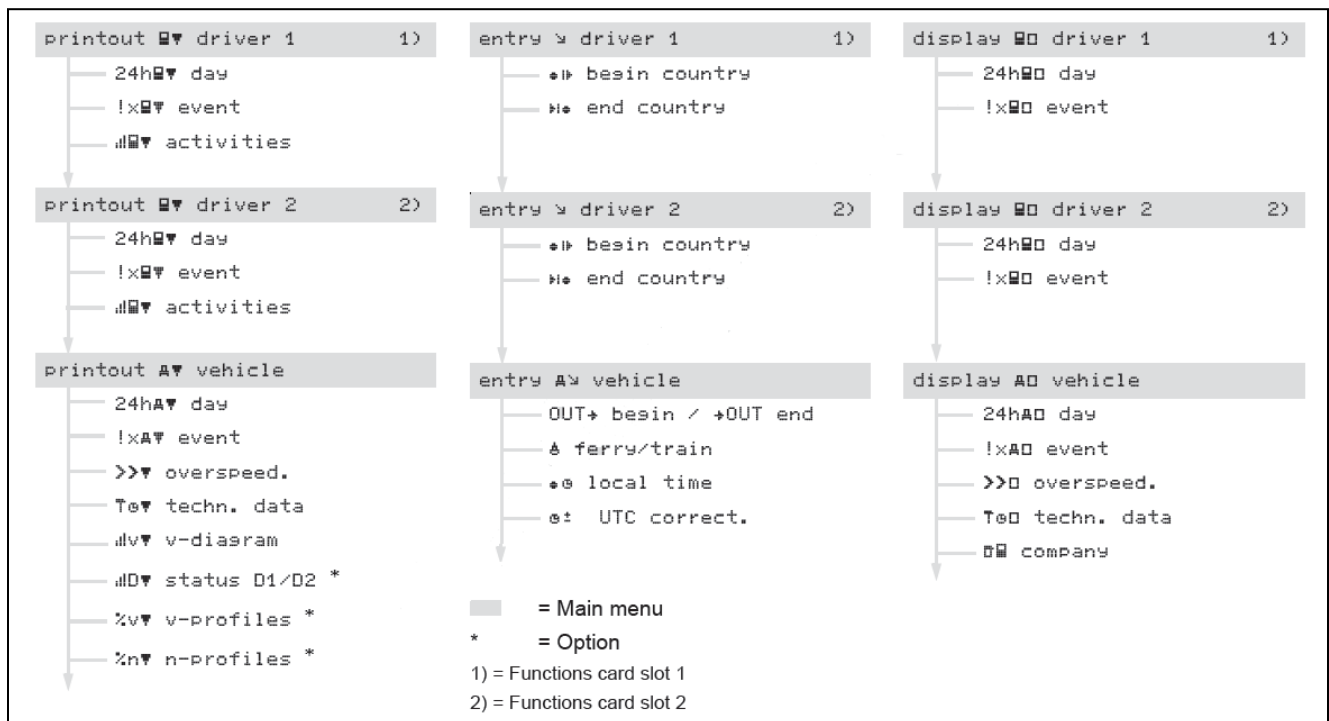 printout driver 1 1)
24h day
!x event
activities
printout driver 2 2)
24h day
!x event
activities
printout vehicle
24h day
!x event
>> overspeed.
techn. data
v v-diagram
D status D1/D2 *
%v v-profiles *
%n n-profiles *
entry driver 1 1)
begin country
end country
entry driver 2 2)
begin country
end country
entry vehicle
OUT→ begin / →OUT end
ferry/train
local time
UTC correct.
= Main menu
* = Option
1) = Functions card slot 1
2) = Functions card slot 2
display driver 1 1)
24h day
!x event
display driver 2 2)
24h day
!x event
display vehicle
24h day
!x event
>> overspeed.
techn. data
company